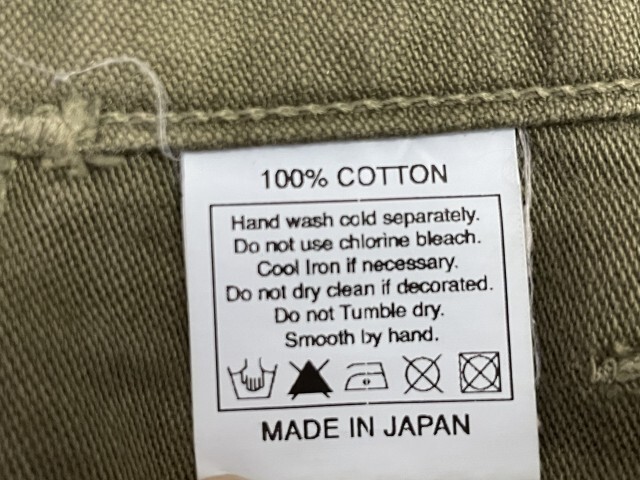 100% COTTON
Hand wash cold separately.
Do not use chlorine bleach.
Cool Iron if necessary.
Do not dry clean if decorated.
Do not Tumble dry.
Smooth by hand.
MADE IN JAPAN